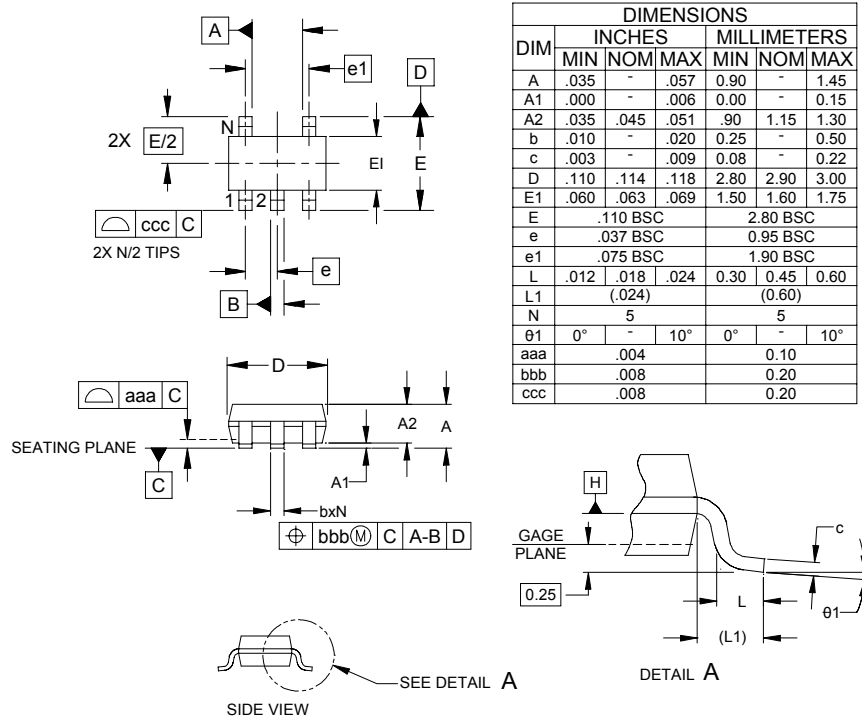 A
e1
D
N
2X E/2
EI
E
1 2
ccc C
2X N/2 TIPS
e
B
D
aaa C
A2
A
SEATING PLANE
C
A1
bxN
⌖ bbbⓂ C A-B D
SIDE VIEW
SEE DETAIL A
DIMENSIONS
DIM INCHES MILLIMETERS
MIN NOM MAX MIN NOM MAX
A .035 - .057 0.90 - 1.45
A1 .000 - .006 0.00 - 0.15
A2 .035 .045 .051 .90 1.15 1.30
b .010 - .020 0.25 - 0.50
c .003 - .009 0.08 - 0.22
D .110 .114 .118 2.80 2.90 3.00
E1 .060 .063 .069 1.50 1.60 1.75
E .110 BSC 2.80 BSC
e .037 BSC 0.95 BSC
e1 .075 BSC 1.90 BSC
L .012 .018 .024 0.30 0.45 0.60
L1 (.024) (0.60)
N 5 5
θ1 0° - 10° 0° - 10°
aaa .004 0.10
bbb .008 0.20
ccc .008 0.20
H
GAGE
PLANE
0.25
c
L
θ1
(L1)
DETAIL A